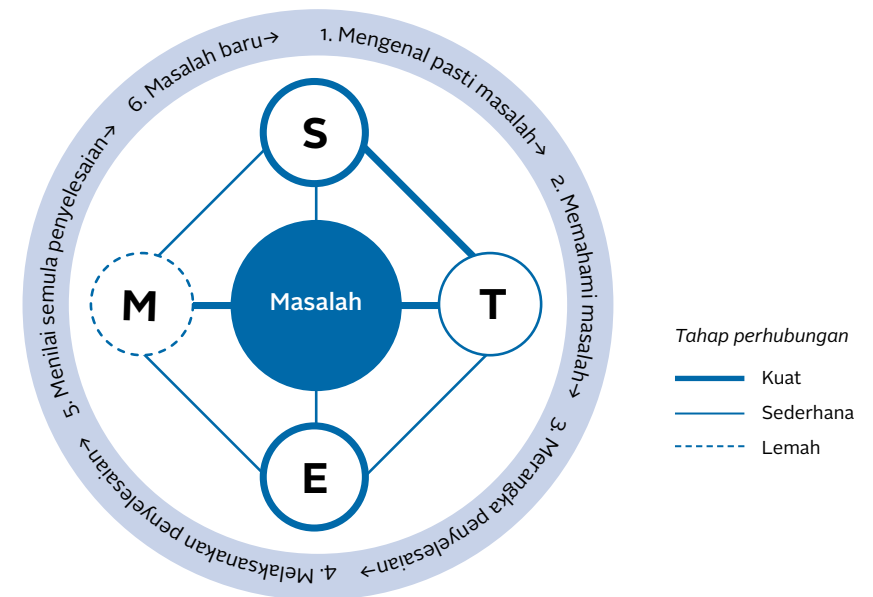 1. Mengenal pasti masalah→
2. Memahami masalah→
3. Merangka penyelesaian→
4. Melaksanakan penyelesaian→
5. Menilai semula penyelesaian→
6. Masalah baru→
S
M
Masalah
T
E
Tahap perhubungan
Kuat
Sederhana
Lemah